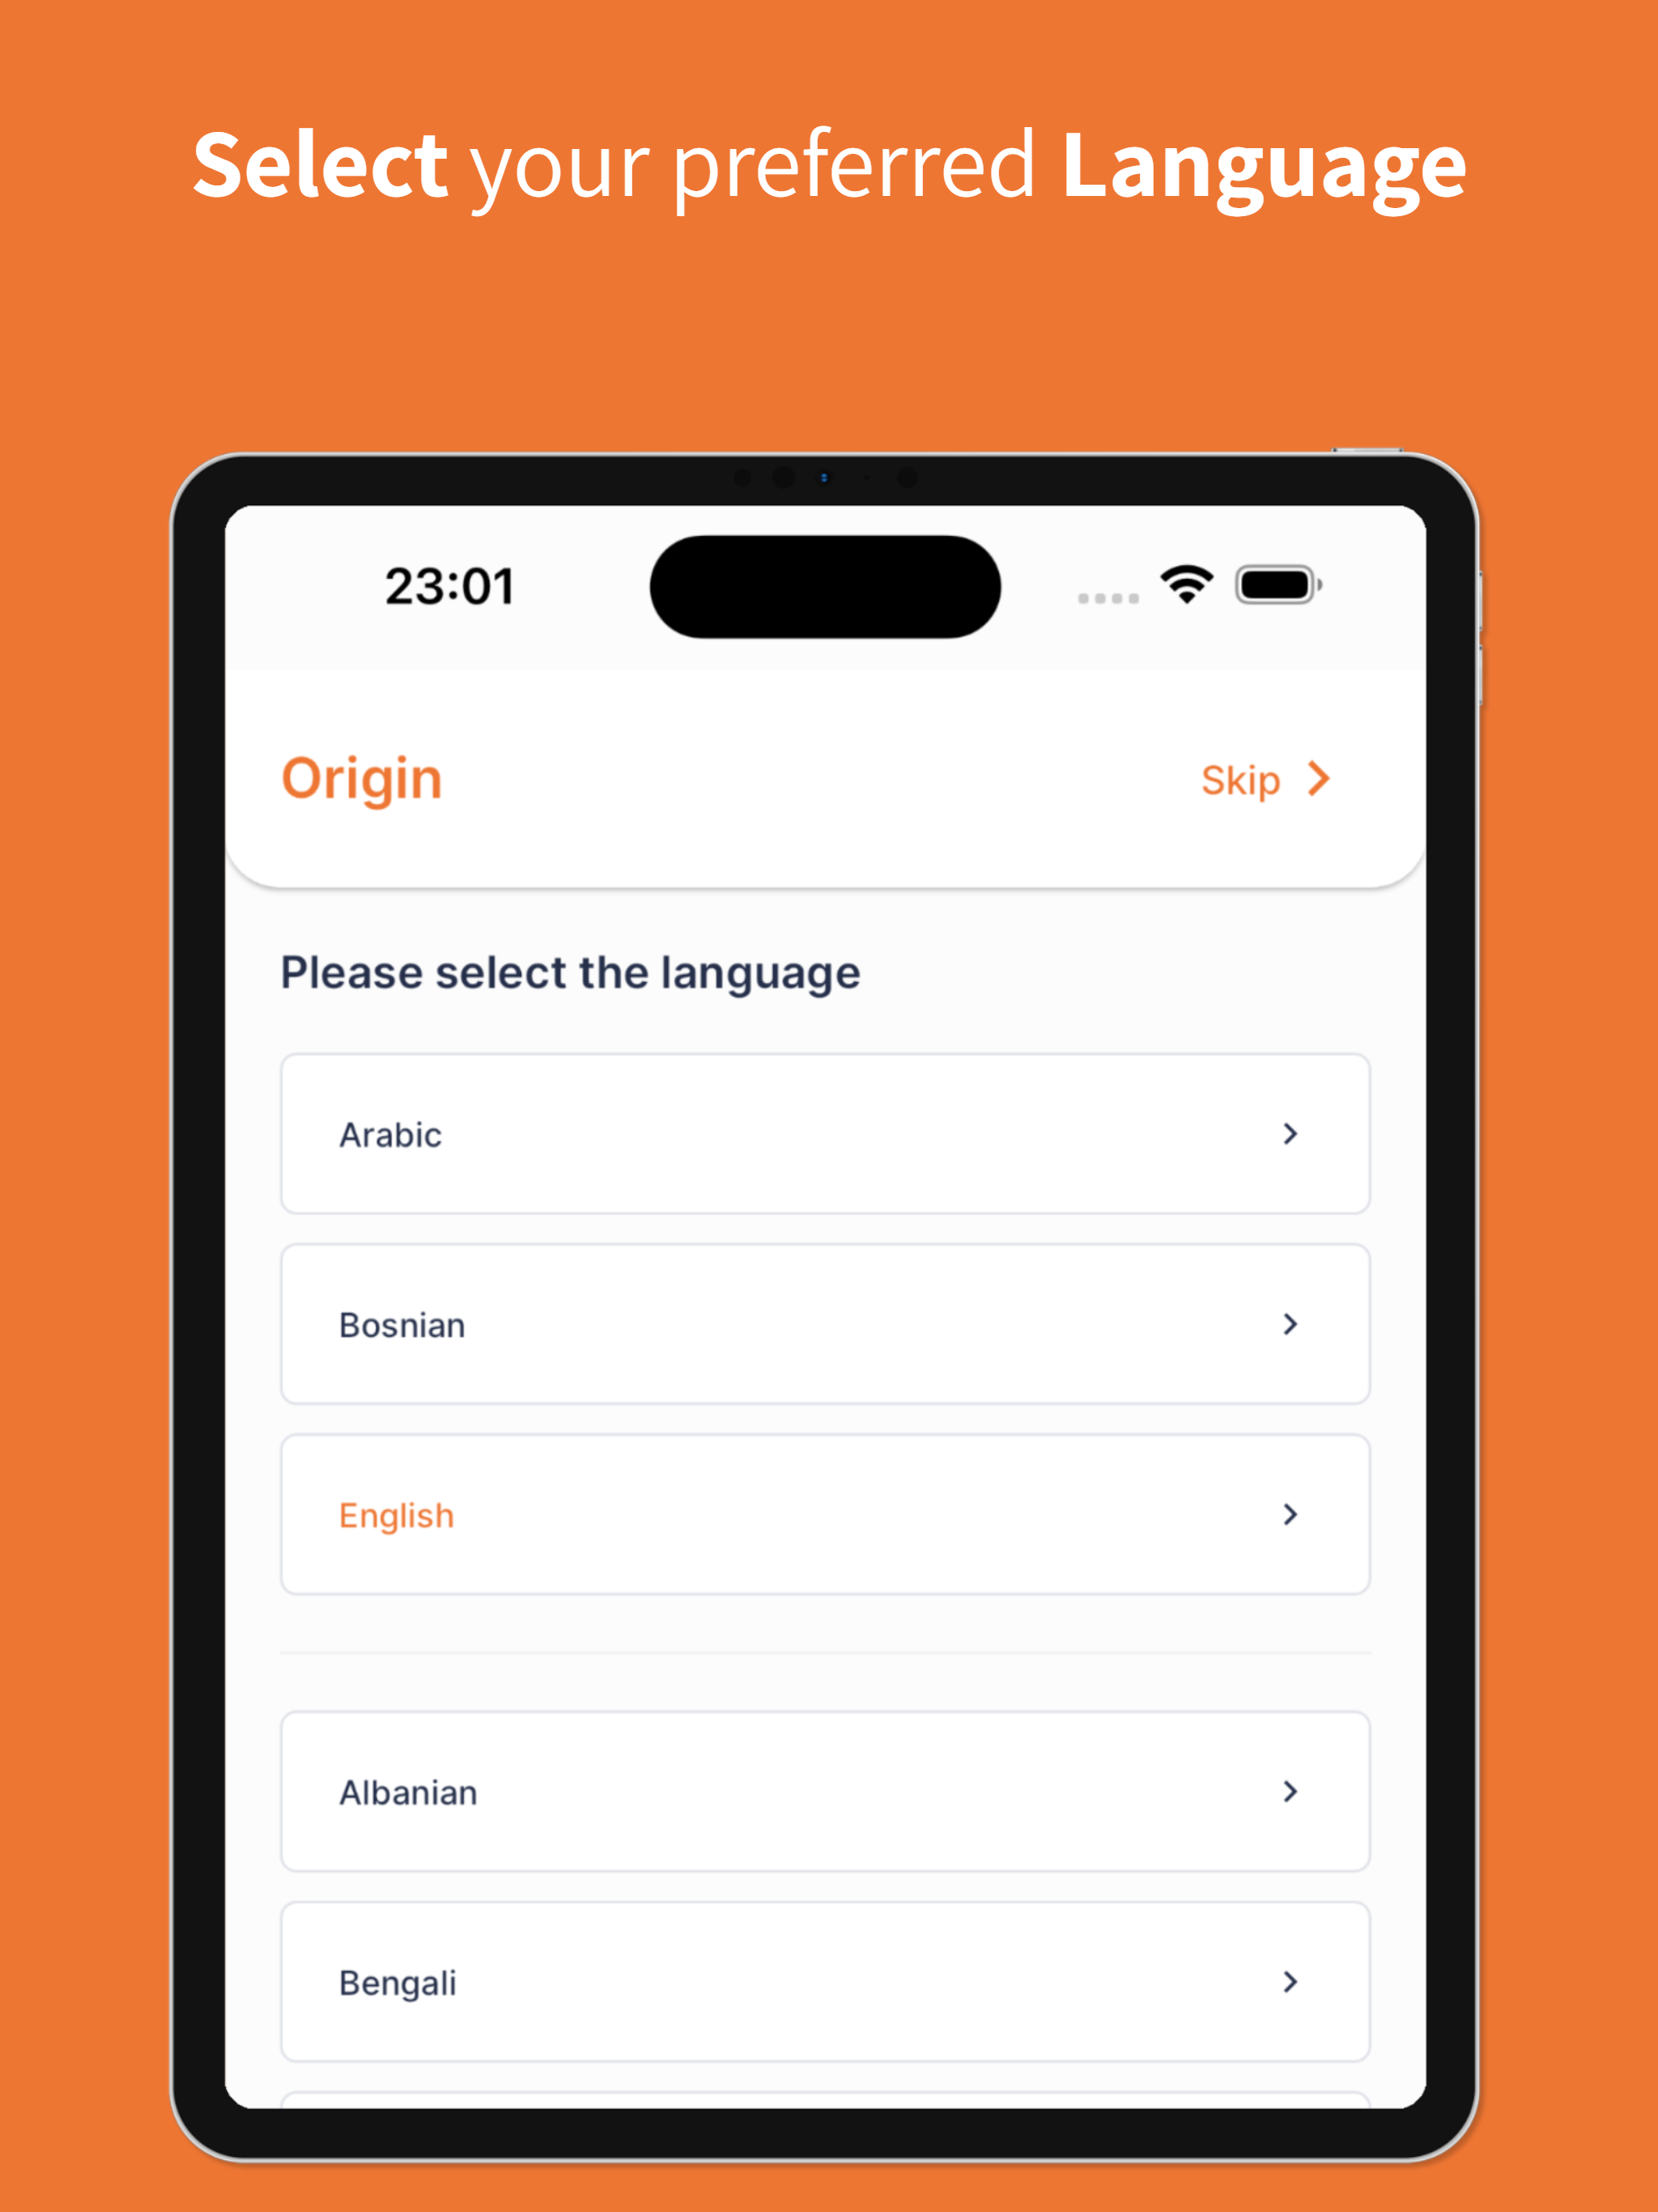 Select your preferred Language
23:01
Origin
Skip
Please select the language
Arabic
Bosnian
English
Albanian
Bengali